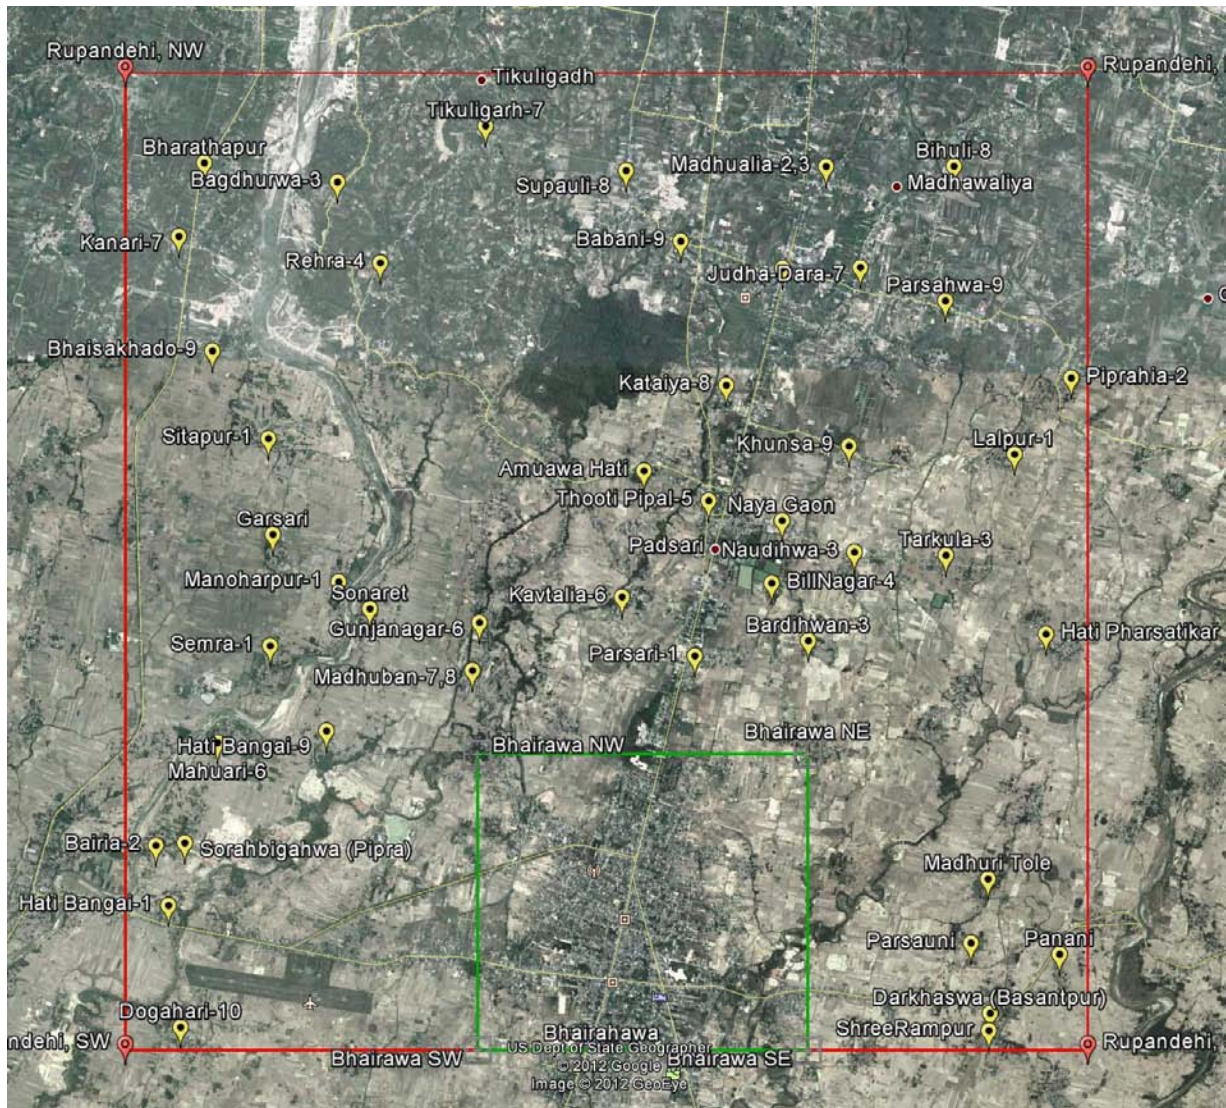 Rupandehi, NW
Tikuligadh
Rupandehi,
Tikuligarh-7
Bharathapur
Bagdhurwa-3
Supauli-8
Madhualia-2,3
Bihuli-8
Madhawaliya
Kanari-7
Rehra-4
Babani-9
Judha-Dara-7
Parsahwa-9
Bhaisakhado-9
Kataiya-8
Piprahia-2
Sitapur-1
Khunsa-9
Lalpur-1
Amuawa Hati
Thooti Pipal-5
Naya Gaon
Garsari
Padsari
Naudihwa-3
Tarkula-3
Manoharpur-1
Sonaret
Kavtalia-6
BillNagar-4
Gunjanagar-6
Bardihwan-3
Hati Pharsatikar
Semra-1
Parsari-1
Madhuban-7,8
Hati Bangai-9
Bhairawa NW
Bhairawa NE
Mahuari-6
Bairia-2
Sorahbigahwa (Pipra)
Madhuri Tole
Hati Bangai-1
Parsauni
Panani
Darkhaswa (Basantpur)
Dogahari-10
ShreeRampur
ndehi, SW
Bhairahawa
Rupandehi,
Bhairawa SW
US Dept of State Geographer
Bhairawa SE
© 2012 Google
Image © 2012 GeoEye